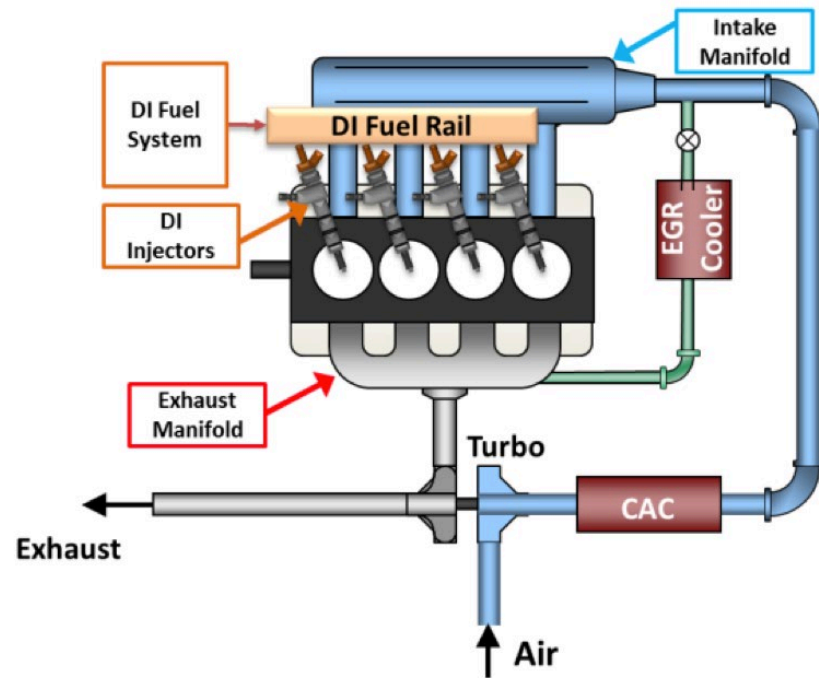 Intake
Manifold
DI Fuel
System
DI Fuel Rail
DI
Injectors
EGR
Cooler
Exhaust
Manifold
Turbo
CAC
Exhaust
Air